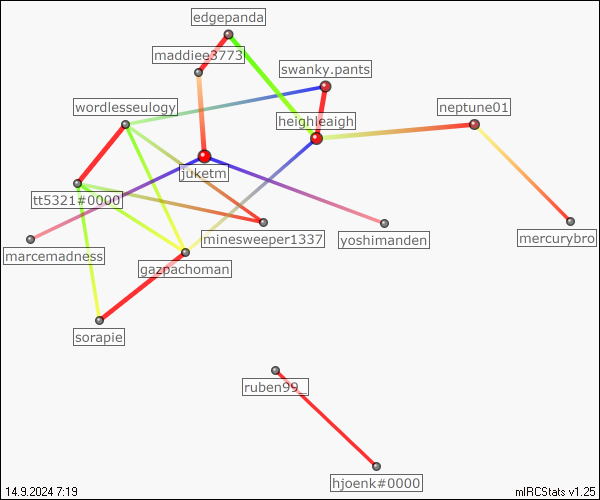 edgepanda
maddiee3773
swanky.pants
wordlesseulogy
neptune01
heighleaigh
juketm
tt5321#0000
minesweeper1337
yoshimanden
mercurybro
marcemadness
gazpachoman
sorapie
ruben99_
hjoenk#0000
14.9.2024 7:19
mIRCStats v1.25